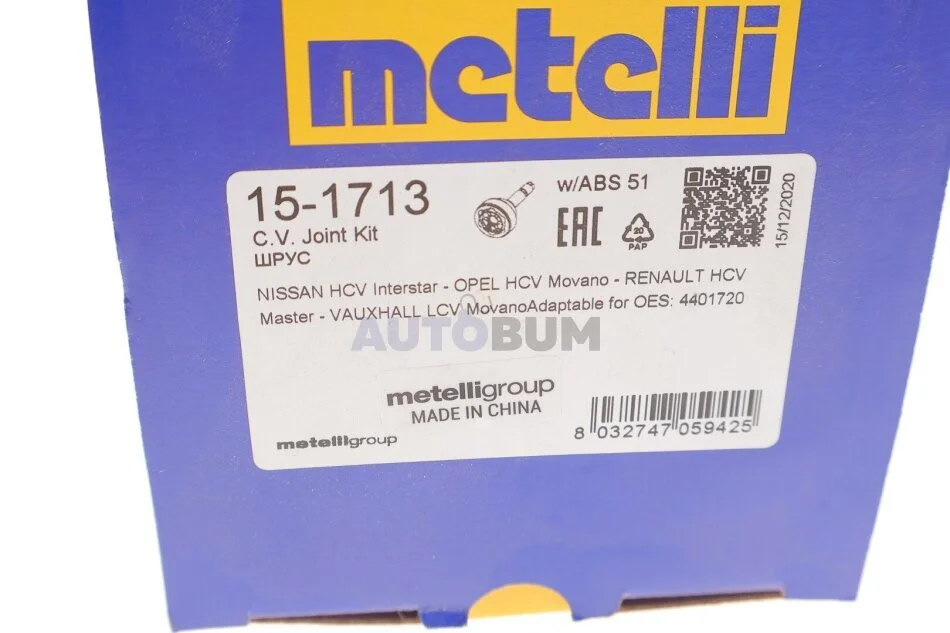 metelli
15-1713
w/ABS 51
C.V. Joint Kit
ШРУС
EAC
20
PAP
15/12/2020
NISSAN HCV Interstar - OPEL HCV Movano - RENAULT HCV
Master - VAUXHALL LCV MovanoAdaptable for OES: 4401720
AUTOBUM
metelligroup
MADE IN CHINA
metelligroup
8 032747 059425